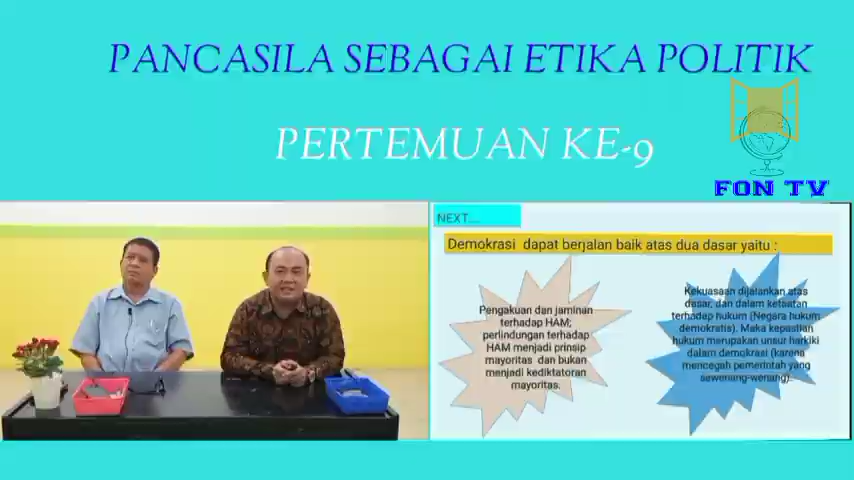 PANCASILA SEBAGAI ETIKA POLITIK
PERTEMUAN KE-9
FON TV
NEXT....
Demokrasi dapat berjalan baik atas dua dasar yaitu :
Pengakuan dan jaminan
terhadap HAM;
perlindungan terhadap
HAM menjadi prinsip
mayoritas dan bukan
menjadi kediktatoran
mayoritas.
Kekuasaan dijalankan atas
dasar, dan dalam ketaatan
terhadap hukum (Negara hukum
demokratis). Maka kepastian
hukum merupakan unsur harkiki
dalam demokrasi (karena
mencegah pemerintah yang
sewenang-wenang).